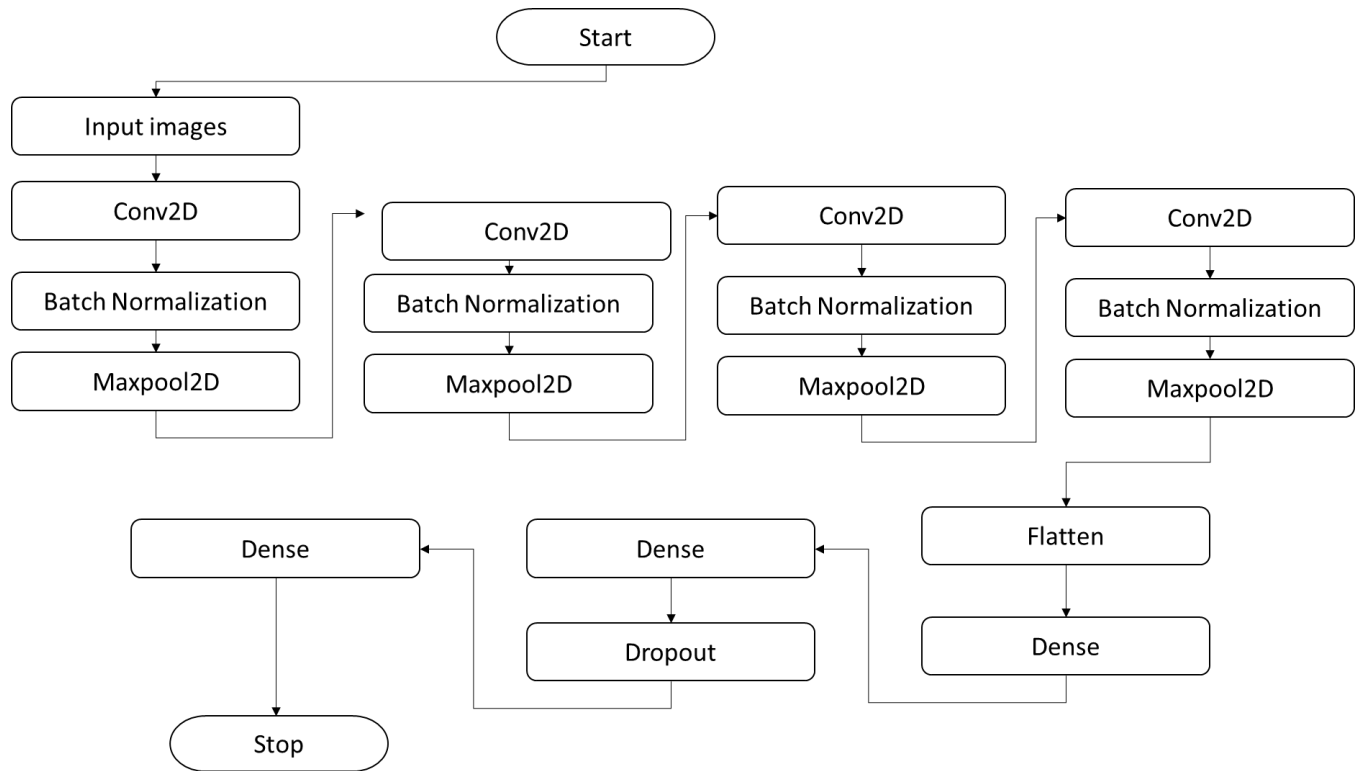 Start
Input images
Conv2D
Batch Normalization
Maxpool2D
Conv2D
Batch Normalization
Maxpool2D
Conv2D
Batch Normalization
Maxpool2D
Conv2D
Batch Normalization
Maxpool2D
Flatten
Dense
Dense
Dropout
Dense
Stop